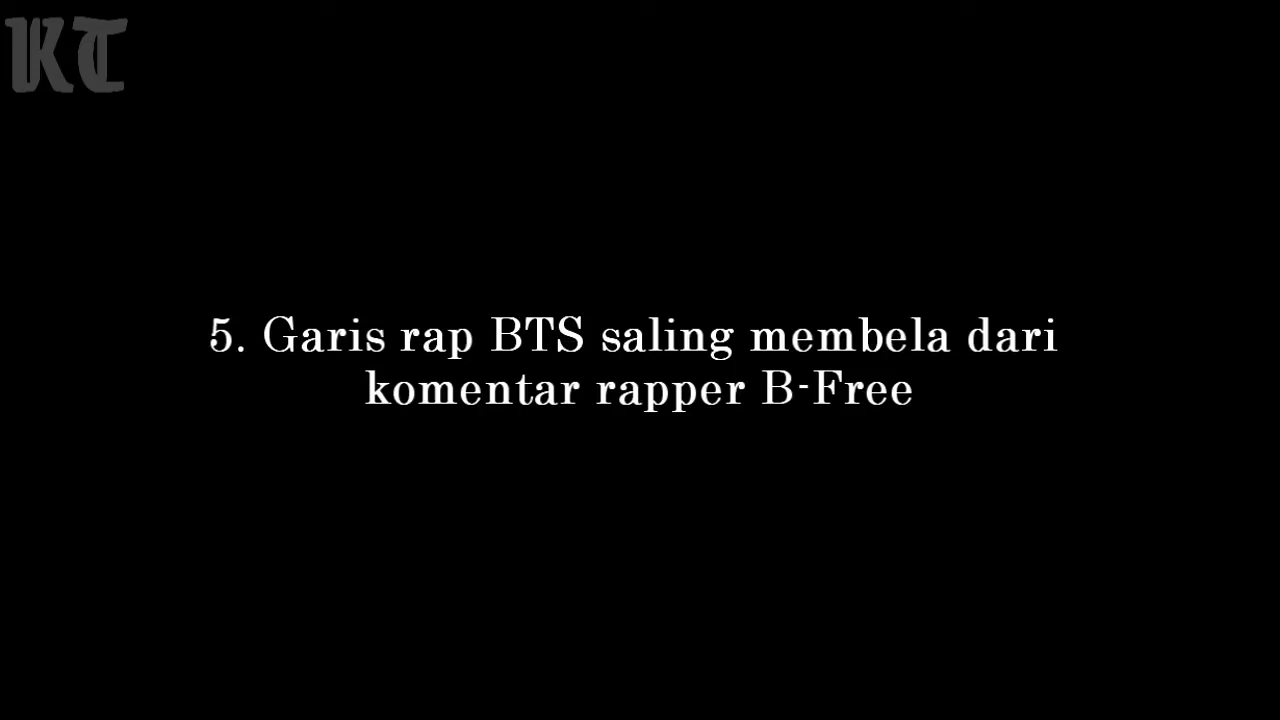 KT
5. Garis rap BTS saling membela dari
komentar rapper B-Free